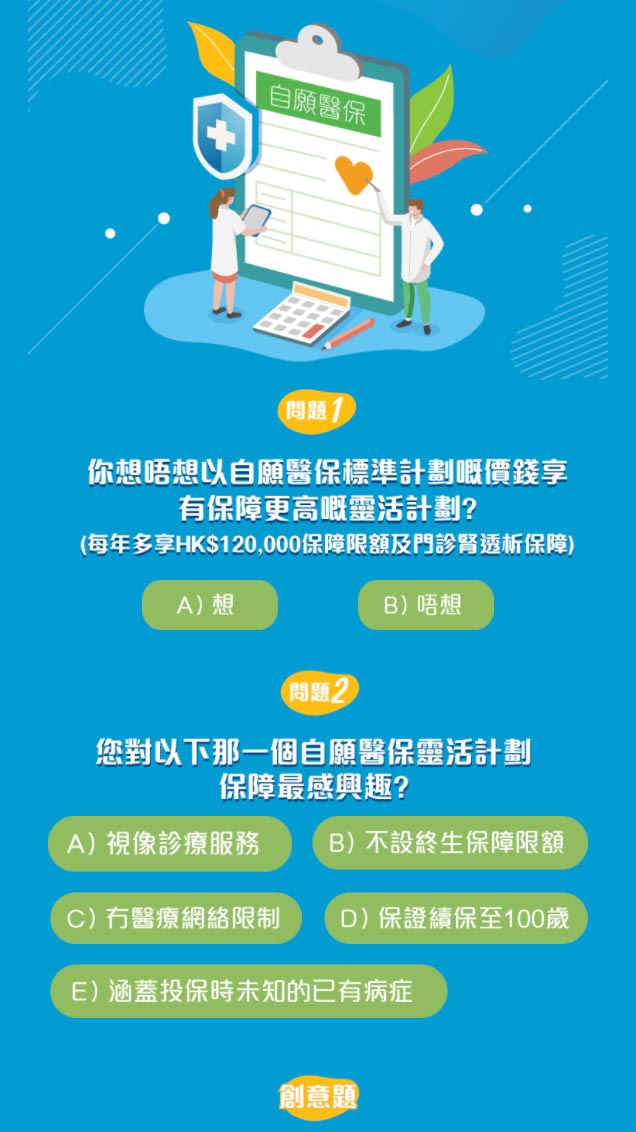 自願醫保
問題1
你想唔想以自願醫保標準計劃嘅價錢享
有保障更高嘅靈活計劃?
(每年多享HK$120,000保障限額及門診腎透析保障)
A) 想
B) 唔想
問題2
您對以下那一個自願醫保靈活計劃
保障最感興趣?
A) 視像診療服務
B) 不設終生保障限額
C) 冇醫療網絡限制
D) 保證續保至100歲
E) 涵蓋投保時未知的已有病症
創意題